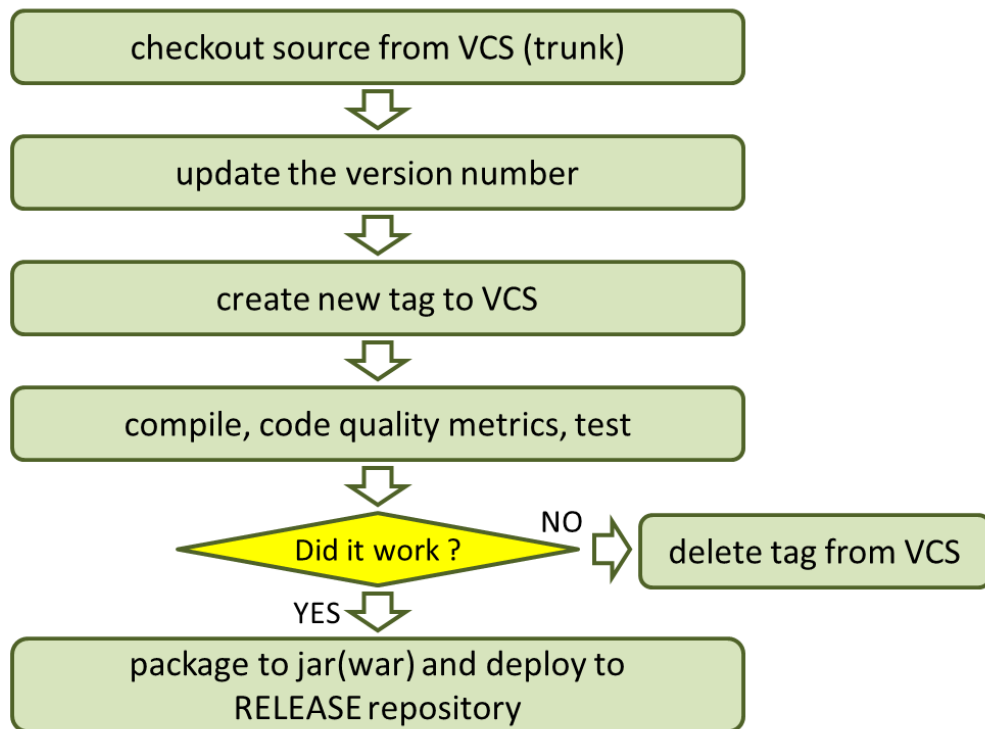 checkout source from VCS (trunk)
update the version number
create new tag to VCS
compile, code quality metrics, test
Did it work ?
NO
delete tag from VCS
YES
package to jar(war) and deploy to
RELEASE repository